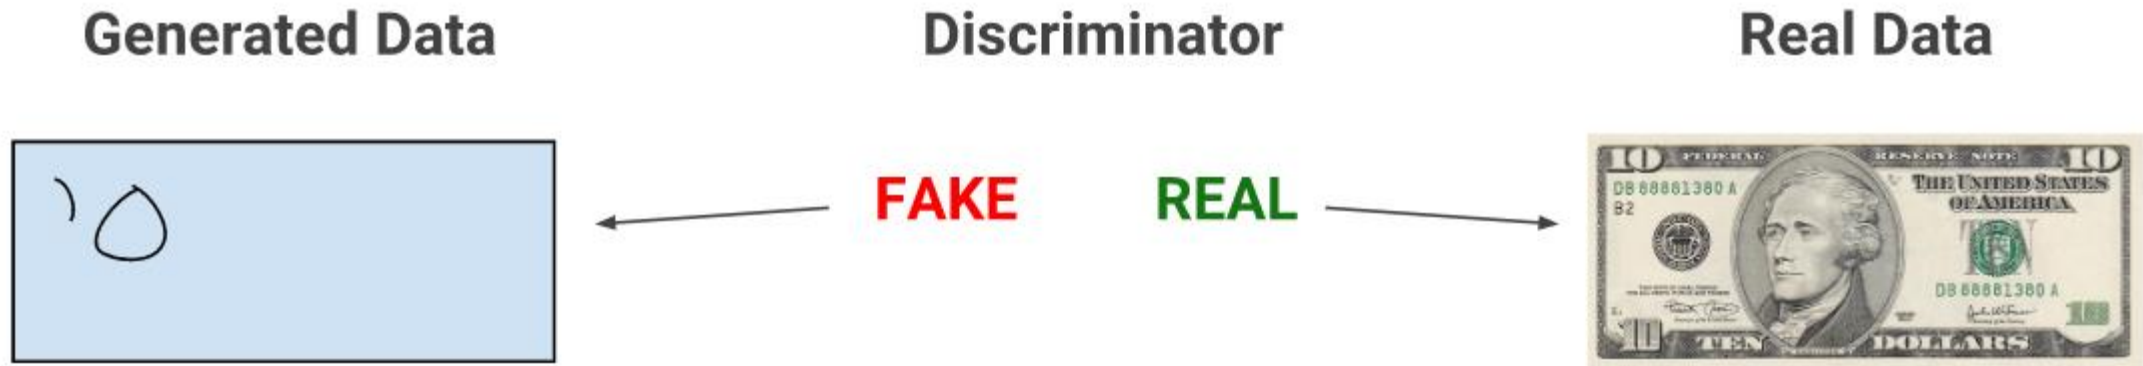 Generated Data
Discriminator
Real Data
FAKE
REAL
10
FEDERAL RESERVE NOTE
10
DB 88881380 A
THE UNITED STATES
OF AMERICA
B2
TEN
DB 88881380 A
10
10
TEN DOLLARS